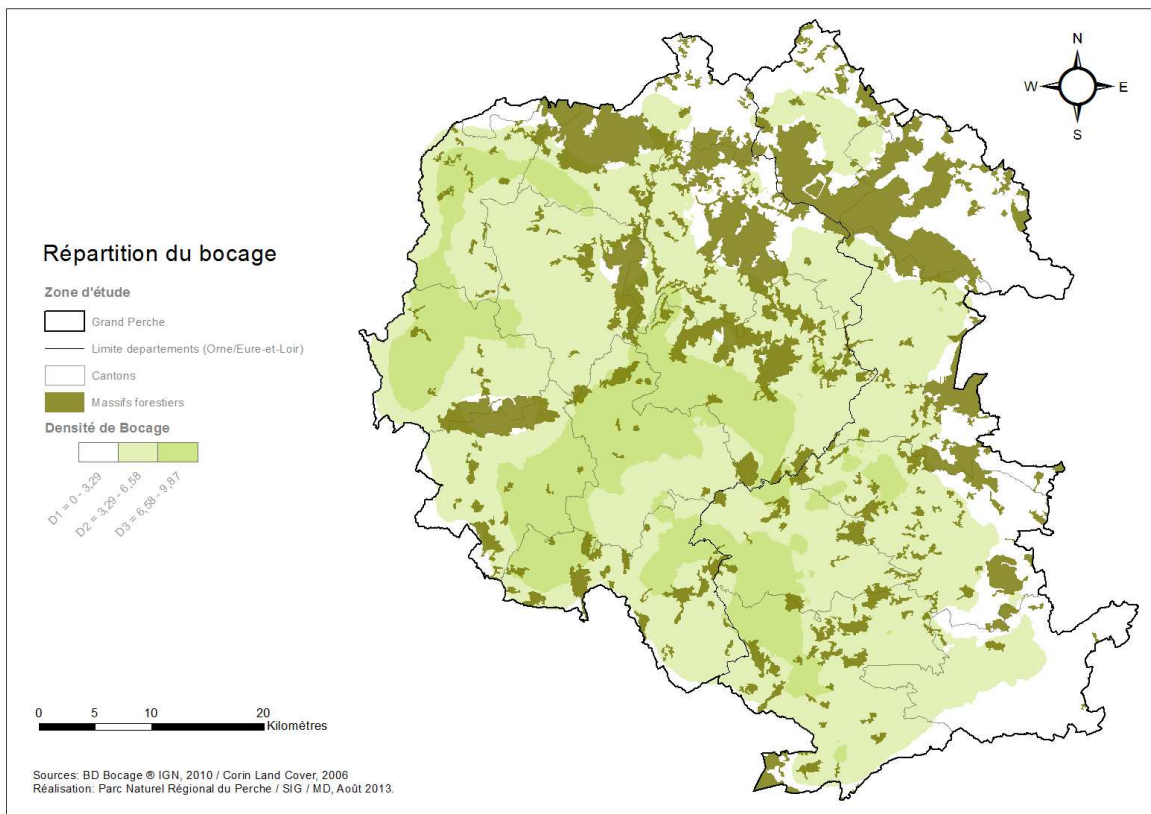 N
W E
S
Répartition du bocage
Zone d'étude
Grand Perche
Limite departements (Orne/Eure-et-Loir)
Cantons
Massifs forestiers
Densité de Bocage
D1 = 0 - 3,29
D2 = 3,29 - 6,58
D3 = 6,58 - 9,87
0 5 10 20
Kilomètres
Sources: BD Bocage ® IGN, 2010 / Corin Land Cover, 2006
Réalisation: Parc Naturel Régional du Perche / SIG / MD, Août 2013.